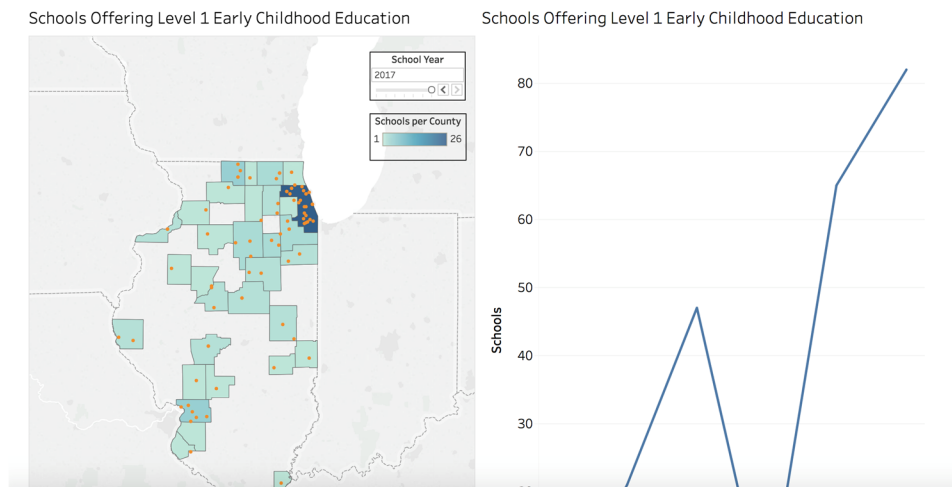 Schools Offering Level 1 Early Childhood Education
School Year
2017
Schools per County
1 26
Schools Offering Level 1 Early Childhood Education
80
70
60
50
40
30
Schools